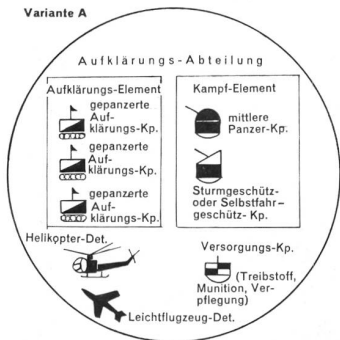 Variante A
Aufklärungs-Abteilung
Aufklärungs-Element
gepanzerte
Auf-
klärungs-Kp.
gepanzerte
Auf-
klärungs-Kp.
gepanzerte
Auf-
klärungs-Kp.
Kampf-Element
mittlere
Panzer-Kp.
Sturmgeschütz-
oder Selbstfahr-
geschütz-Kp.
Helikopter-Det.
Versorgungs-Kp.
(Treibstoff,
Munition, Ver-
pflegung)
Leichtflugzeug-Det.